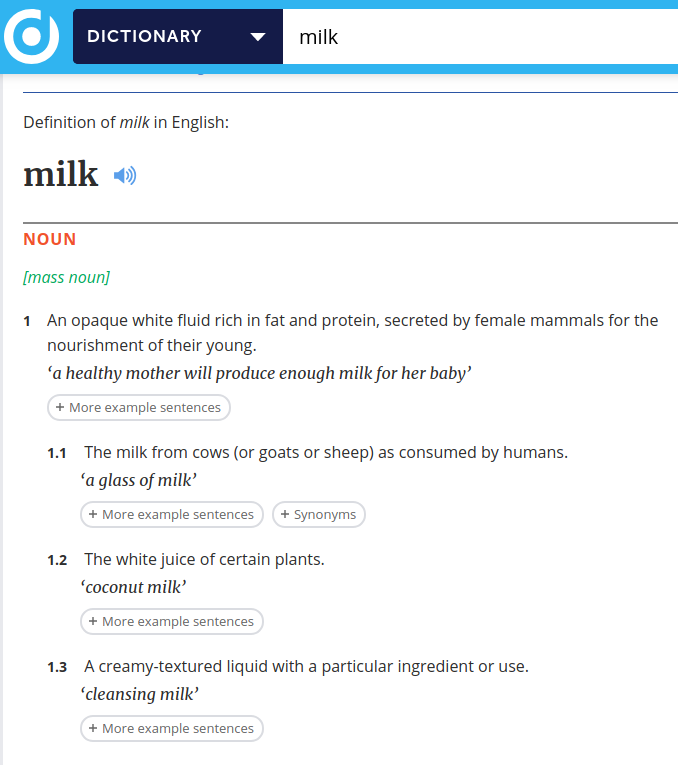 DICTIONARY
milk
Definition of milk in English:
milk
NOUN
[mass noun]
1 An opaque white fluid rich in fat and protein, secreted by female mammals for the
nourishment of their young.
‘a healthy mother will produce enough milk for her baby’
+ More example sentences
1.1 The milk from cows (or goats or sheep) as consumed by humans.
‘a glass of milk’
+ More example sentences + Synonyms
1.2 The white juice of certain plants.
‘coconut milk’
+ More example sentences
1.3 A creamy-textured liquid with a particular ingredient or use.
‘cleansing milk’
+ More example sentences